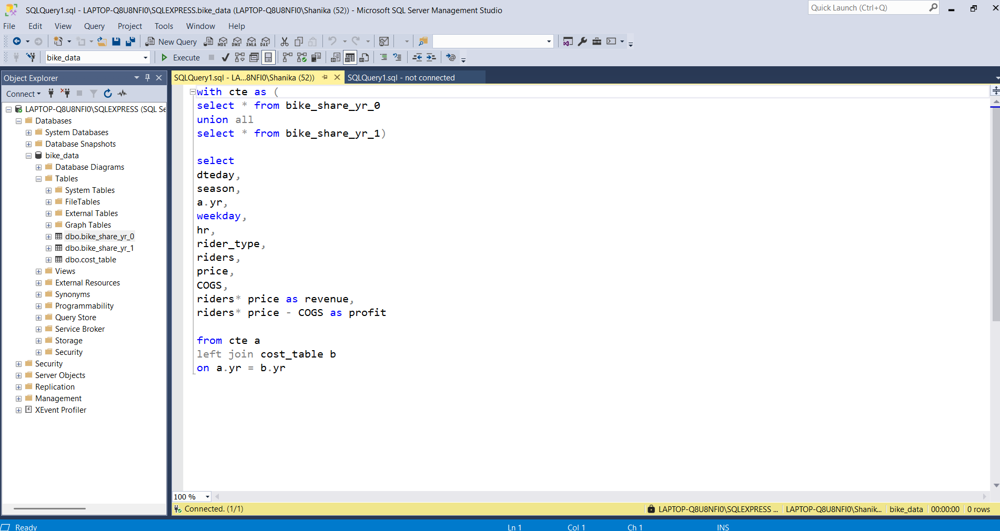 SQLQuery1.sql - LAPTOP-Q8U8NFI0\SQLEXPRESS.bike_data (LAPTOP-Q8U8NFI0\Shanika (52)) - Microsoft SQL Server Management Studio
Quick Launch (Ctrl+Q)
File Edit View Query Project Tools Window Help
New Query MDX DMX XMLA DAX
bike_data Execute
Object Explorer
Connect
LAPTOP-Q8U8NFI0\SQLEXPRESS (SQL Se
Databases
System Databases
Database Snapshots
bike_data
Database Diagrams
Tables
System Tables
FileTables
External Tables
Graph Tables
dbo.bike_share_yr_0
dbo.bike_share_yr_1
dbo.cost_table
Views
External Resources
Synonyms
Programmability
Query Store
Service Broker
Storage
Security
Security
Server Objects
Replication
Management
XEvent Profiler
SQLQuery1.sql - LA...8NFI0\Shanika (52)) SQLQuery1.sql - not connected
with cte as (
select * from bike_share_yr_0
union all
select * from bike_share_yr_1)
select
dteday,
season,
a.yr,
weekday,
hr,
rider_type,
riders,
price,
COGS,
riders* price as revenue,
riders* price - COGS as profit
from cte a
left join cost_table b
on a.yr = b.yr
100 %
Connected. (1/1) LAPTOP-Q8U8NFI0\SQLEXPRESS ... LAPTOP-Q8U8NFI0\Shanik... bike_data 00:00:00 0 rows
Ready Ln 1 Col 1 Ch 1 INS